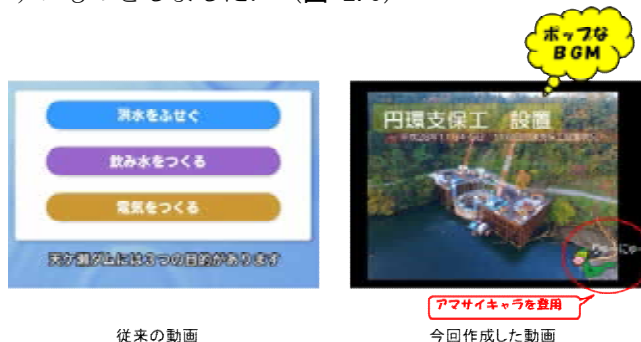 ポップな
BGM
洪水をふせぐ
飲み水をつくる
電気をつくる
天ケ瀬ダムには3つの目的があります
円環支保工 設置
アマサイキャラを登用
従来の動画
今回作成した動画